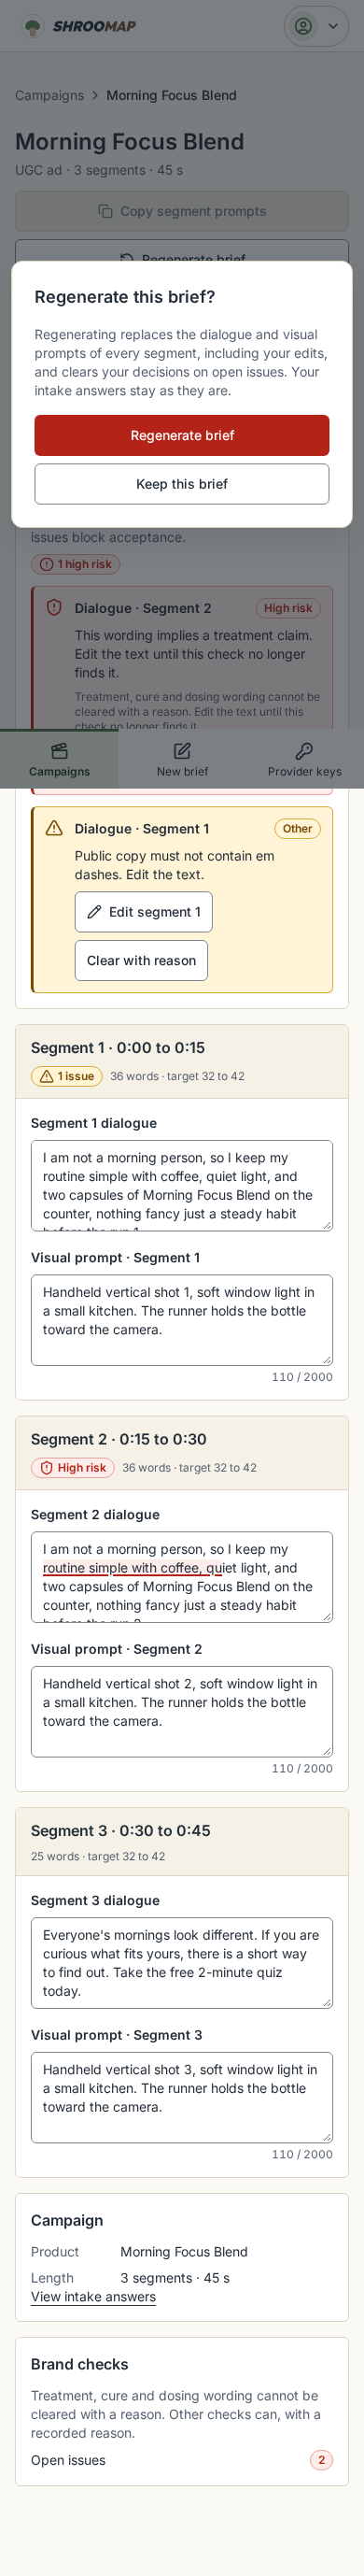 SHROOMAP
Campaigns > Morning Focus Blend
Morning Focus Blend
UGC ad · 3 segments · 45 s
Copy segment prompts
Regenerate brief
Regenerate this brief?
Regenerating replaces the dialogue and visual
prompts of every segment, including your edits,
and clears your decisions on open issues. Your
intake answers stay as they are.
Regenerate brief
Keep this brief
issues block acceptance.
1 high risk
Dialogue · Segment 2 High risk
This wording implies a treatment claim.
Edit the text until this check no longer
finds it.
Treatment, cure and dosing wording cannot be
cleared with a reason. Edit the text until this
check no longer finds it.
Campaigns
New brief
Provider keys
Dialogue · Segment 1 Other
Public copy must not contain em
dashes. Edit the text.
Edit segment 1
Clear with reason
Segment 1 · 0:00 to 0:15
1 issue 36 words · target 32 to 42
Segment 1 dialogue
I am not a morning person, so I keep my
routine simple with coffee, quiet light, and
two capsules of Morning Focus Blend on the
counter, nothing fancy just a steady habit
before the run 1
Visual prompt · Segment 1
Handheld vertical shot 1, soft window light in
a small kitchen. The runner holds the bottle
toward the camera.
110 / 2000
Segment 2 · 0:15 to 0:30
High risk 36 words · target 32 to 42
Segment 2 dialogue
I am not a morning person, so I keep my
routine simple with coffee, quiet light, and
two capsules of Morning Focus Blend on the
counter, nothing fancy just a steady habit
before the run 2
Visual prompt · Segment 2
Handheld vertical shot 2, soft window light in
a small kitchen. The runner holds the bottle
toward the camera.
110 / 2000
Segment 3 · 0:30 to 0:45
25 words · target 32 to 42
Segment 3 dialogue
Everyone's mornings look different. If you are
curious what fits yours, there is a short way
to find out. Take the free 2-minute quiz
today.
Visual prompt · Segment 3
Handheld vertical shot 3, soft window light in
a small kitchen. The runner holds the bottle
toward the camera.
110 / 2000
Campaign
Product Morning Focus Blend
Length 3 segments · 45 s
View intake answers
Brand checks
Treatment, cure and dosing wording cannot be
cleared with a reason. Other checks can, with a
recorded reason.
Open issues 2